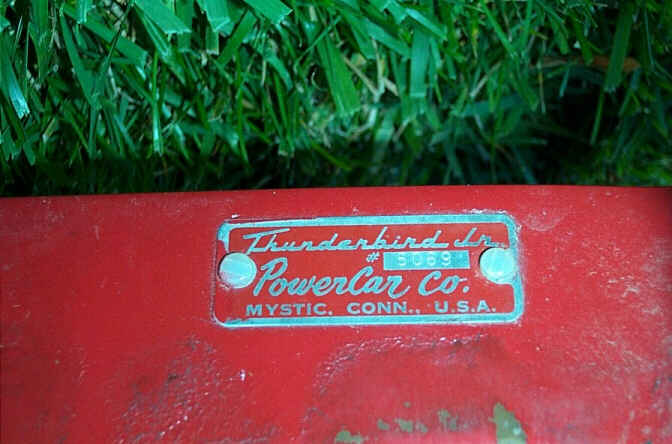 Thunderbird Jr.
# 5069
PowerCar Co.
MYSTIC, CONN., U.S.A.